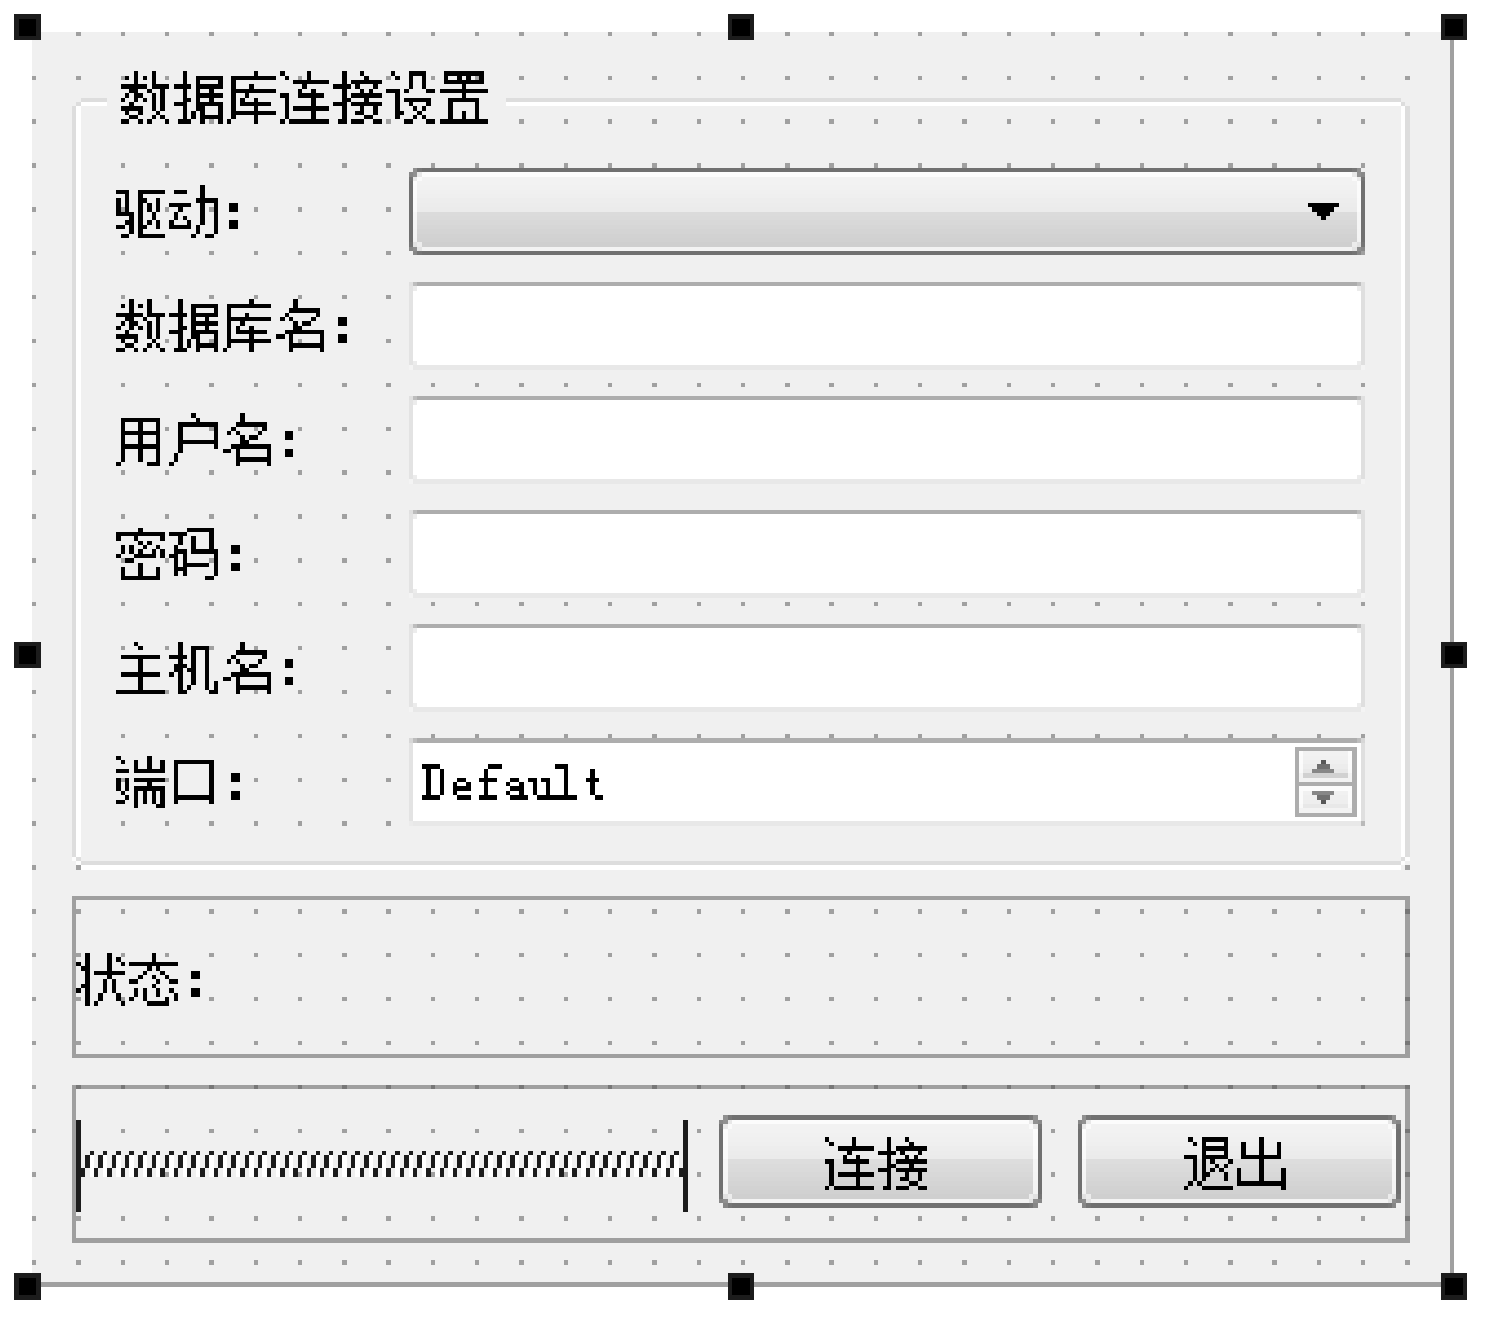 数据库连接设置
驱动:
数据库名:
用户名:
密码:
主机名:
端口: Default
状态:
连接 退出